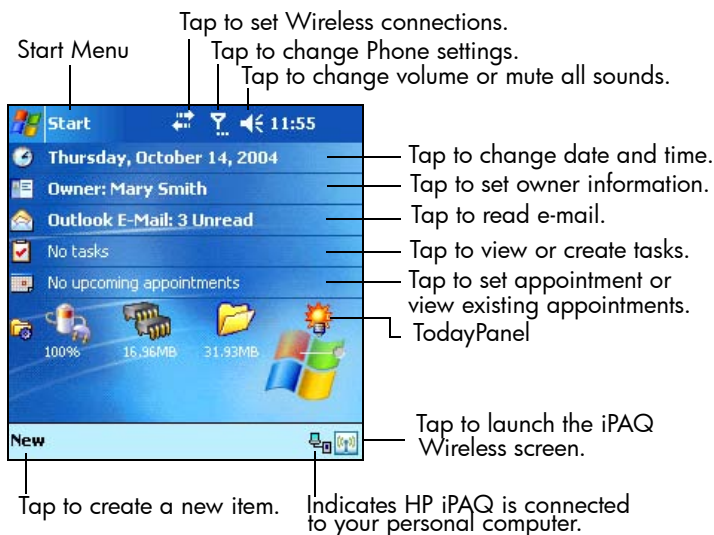 Tap to set Wireless connections.
Start Menu
Tap to change Phone settings.
Tap to change volume or mute all sounds.
Start 11:55
Thursday, October 14, 2004
Tap to change date and time.
Owner: Mary Smith
Tap to set owner information.
Outlook E-Mail: 3 Unread
Tap to read e-mail.
No tasks
Tap to view or create tasks.
No upcoming appointments
Tap to set appointment or
view existing appointments.
TodayPanel
100% 16.96MB 31.93MB
Tap to launch the iPAQ
Wireless screen.
New
Tap to create a new item.
Indicates HP iPAQ is connected
to your personal computer.